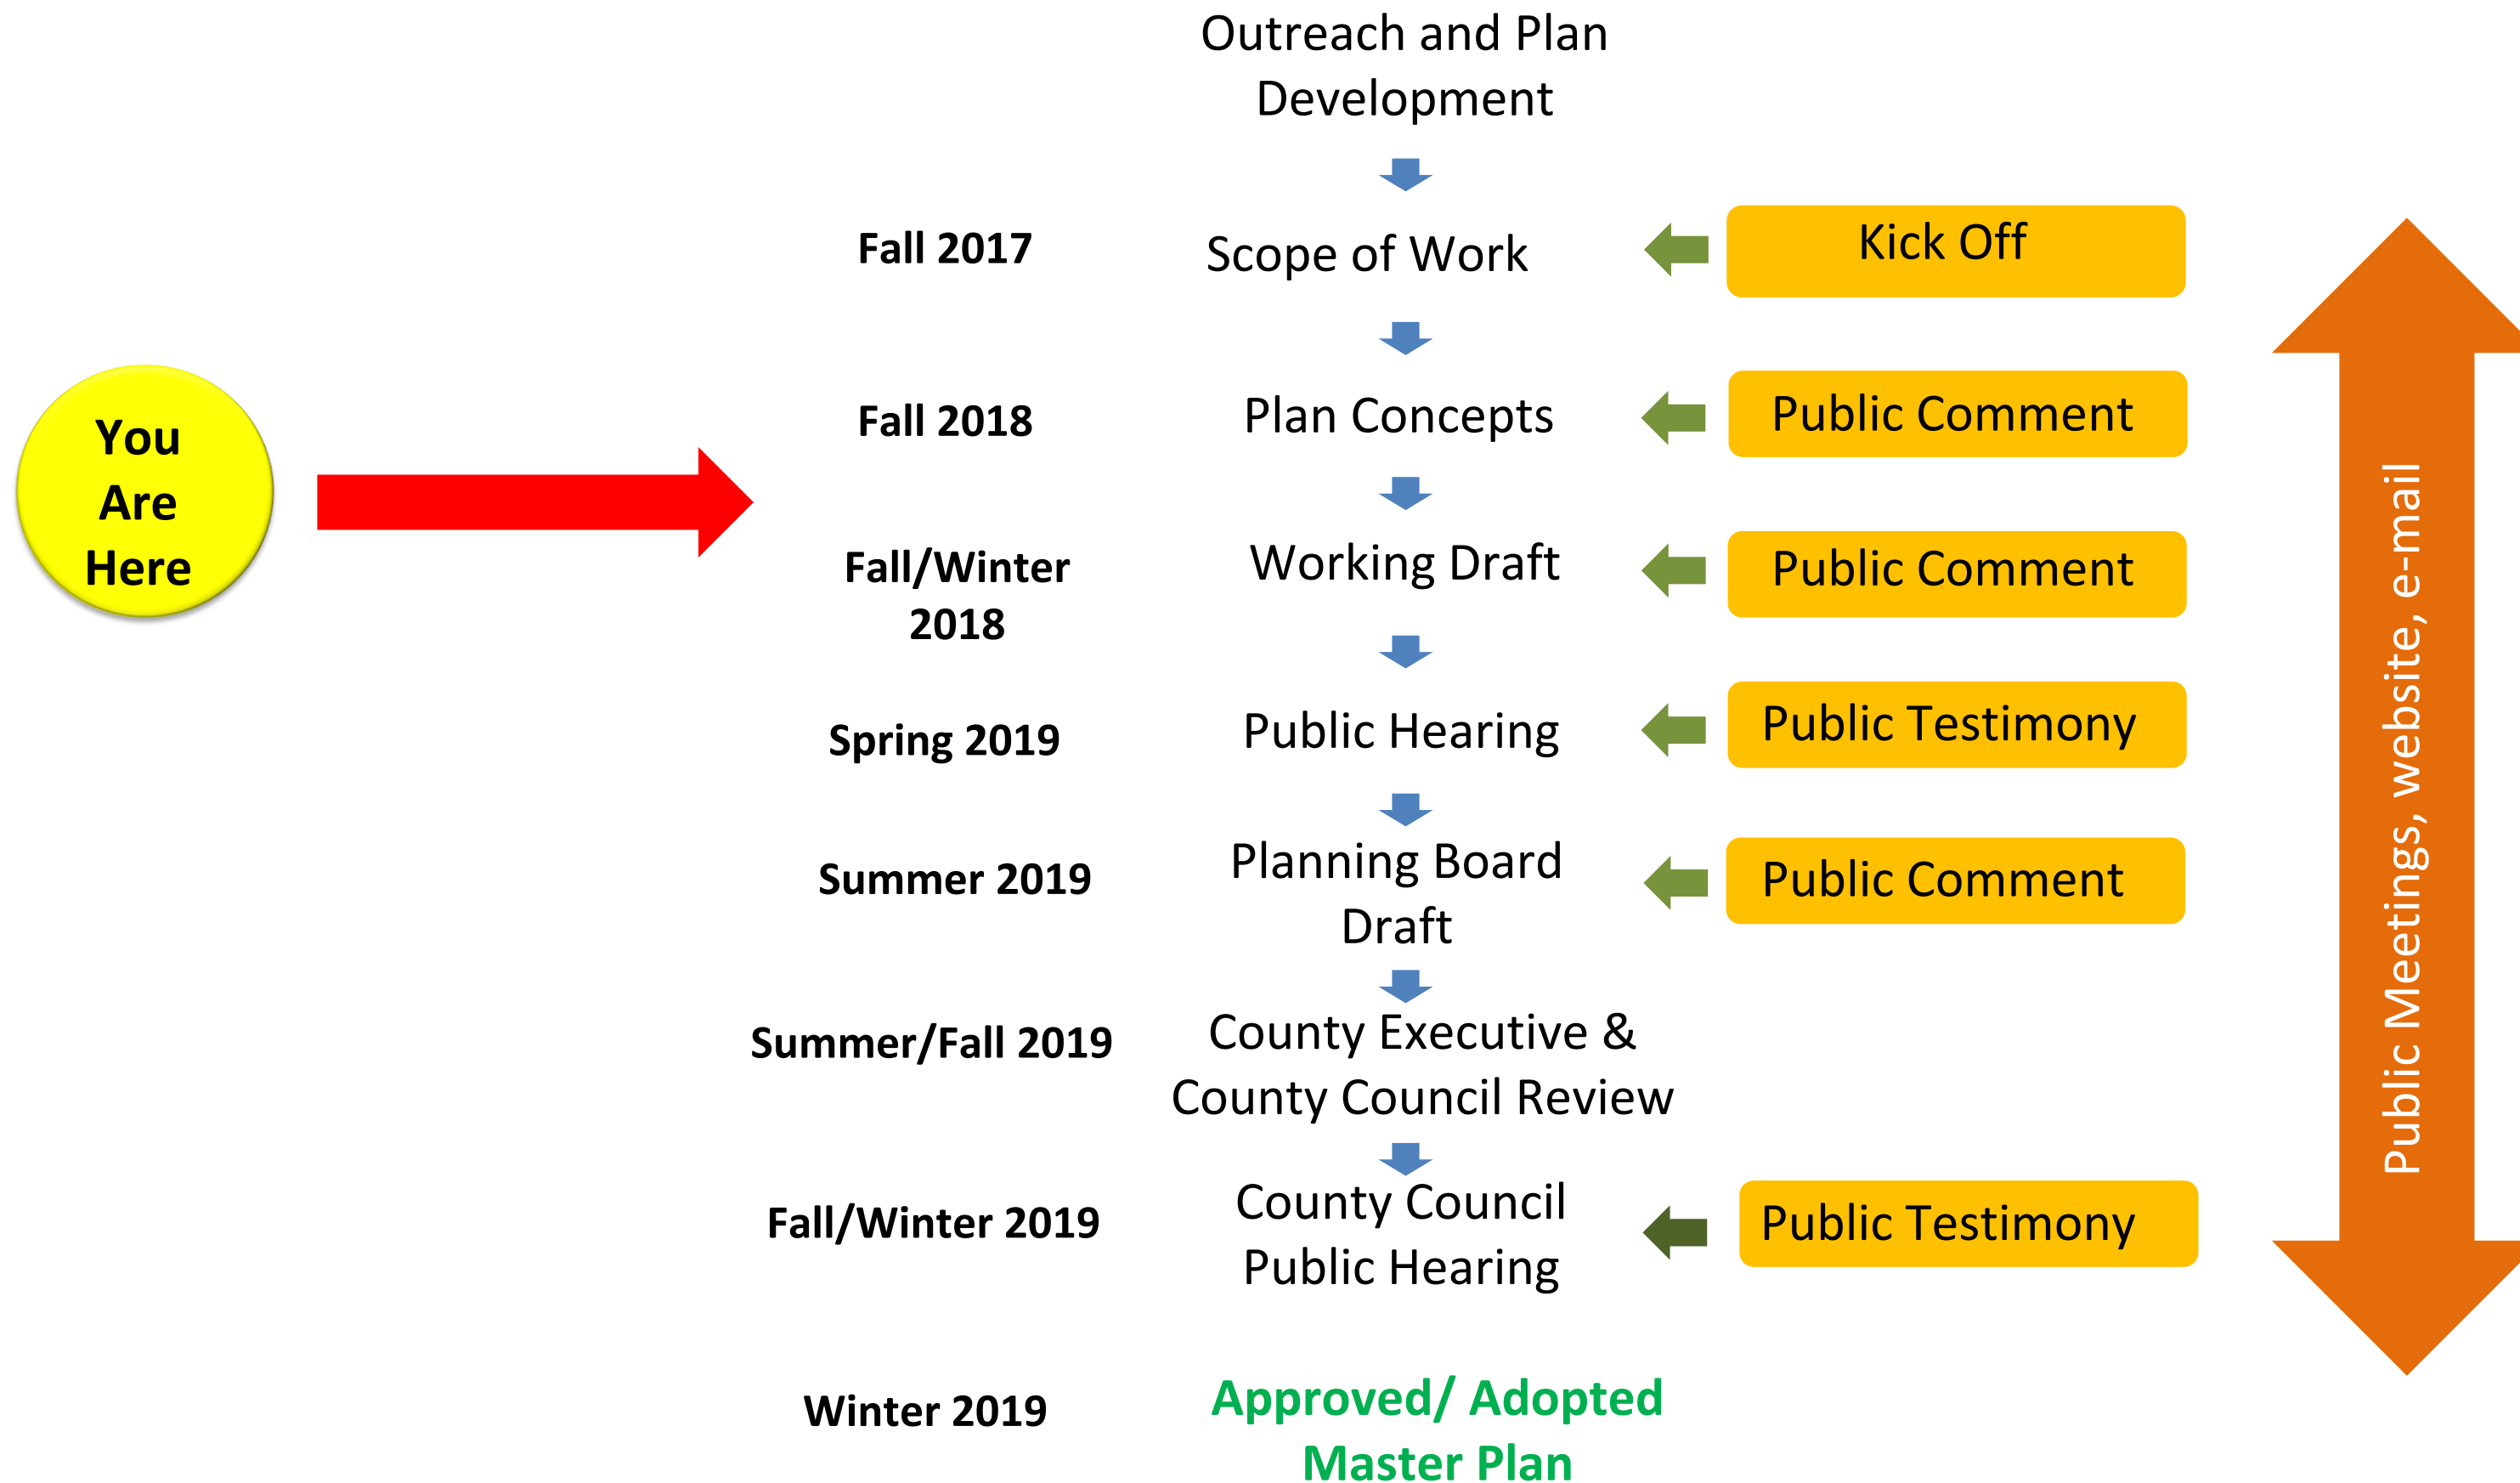 Outreach and Plan
Development
Fall 2017
Scope of Work
Kick Off
You
Are
Here
Fall 2018
Plan Concepts
Public Comment
Fall/Winter
2018
Working Draft
Public Comment
Spring 2019
Public Hearing
Public Testimony
Summer 2019
Planning Board
Draft
Public Comment
Summer/Fall 2019
County Executive &
County Council Review
Fall/Winter 2019
County Council
Public Hearing
Public Testimony
Winter 2019
Approved/ Adopted
Master Plan
Public Meetings, website, e-mail